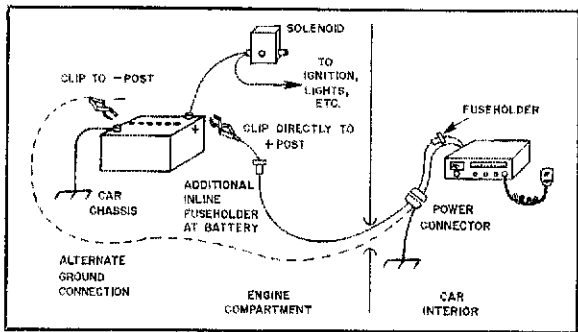 SOLENOID
TO
IGNITION,
LIGHTS,
ETC.
CLIP TO − POST
−
+
CLIP DIRECTLY TO
+ POST
FUSEHOLDER
CAR
CHASSIS
ADDITIONAL
INLINE
FUSEHOLDER
AT BATTERY
POWER
CONNECTOR
ALTERNATE
GROUND
CONNECTION
ENGINE
COMPARTMENT
CAR
INTERIOR